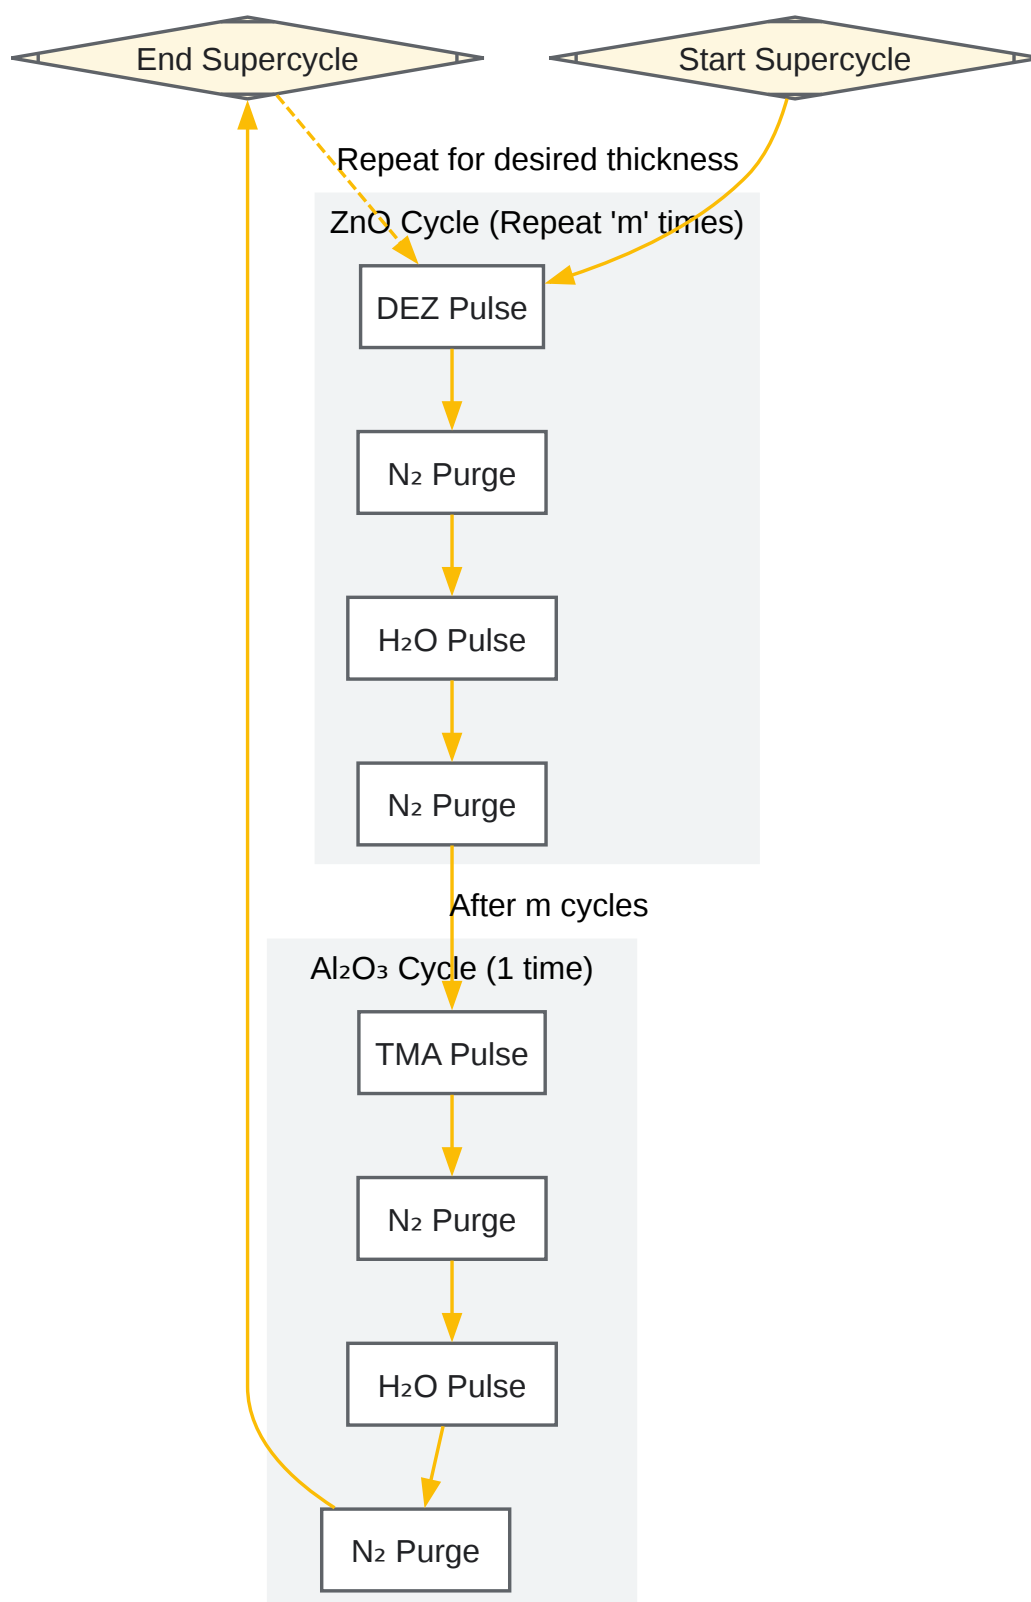 End Supercycle
Start Supercycle
Repeat for desired thickness
ZnO Cycle (Repeat 'm' times)
DEZ Pulse
N₂ Purge
H₂O Pulse
N₂ Purge
After m cycles
Al₂O₃ Cycle (1 time)
TMA Pulse
N₂ Purge
H₂O Pulse
N₂ Purge